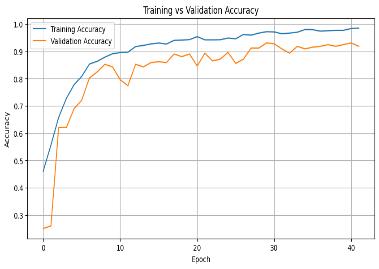 Training vs Validation Accuracy
Training Accuracy
Validation Accuracy
1.0
0.9
0.8
0.7
0.6
0.5
0.4
0.3
Accuracy
0
10
20
30
40
Epoch